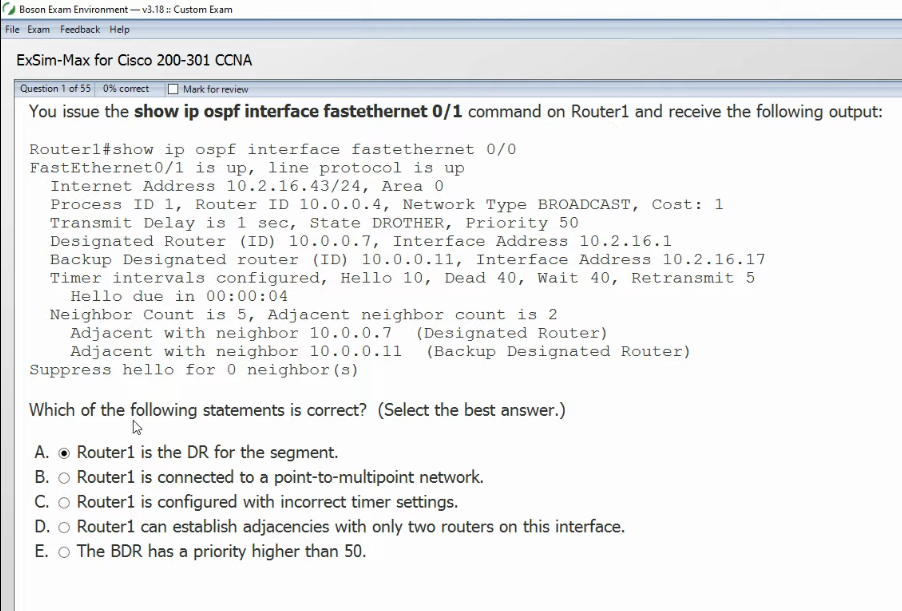 Boson Exam Environment — v3.18 :: Custom Exam
File Exam Feedback Help
ExSim-Max for Cisco 200-301 CCNA
Question 1 of 55 0% correct Mark for review
You issue the show ip ospf interface fastethernet 0/1 command on Router1 and receive the following output:
Router1#show ip ospf interface fastethernet 0/0
FastEthernet0/1 is up, line protocol is up
Internet Address 10.2.16.43/24, Area 0
Process ID 1, Router ID 10.0.0.4, Network Type BROADCAST, Cost: 1
Transmit Delay is 1 sec, State DROTHER, Priority 50
Designated Router (ID) 10.0.0.7, Interface Address 10.2.16.1
Backup Designated router (ID) 10.0.0.11, Interface Address 10.2.16.17
Timer intervals configured, Hello 10, Dead 40, Wait 40, Retransmit 5
Hello due in 00:00:04
Neighbor Count is 5, Adjacent neighbor count is 2
Adjacent with neighbor 10.0.0.7 (Designated Router)
Adjacent with neighbor 10.0.0.11 (Backup Designated Router)
Suppress hello for 0 neighbor(s)
Which of the following statements is correct? (Select the best answer.)
A. Router1 is the DR for the segment.
B. Router1 is connected to a point-to-multipoint network.
C. Router1 is configured with incorrect timer settings.
D. Router1 can establish adjacencies with only two routers on this interface.
E. The BDR has a priority higher than 50.